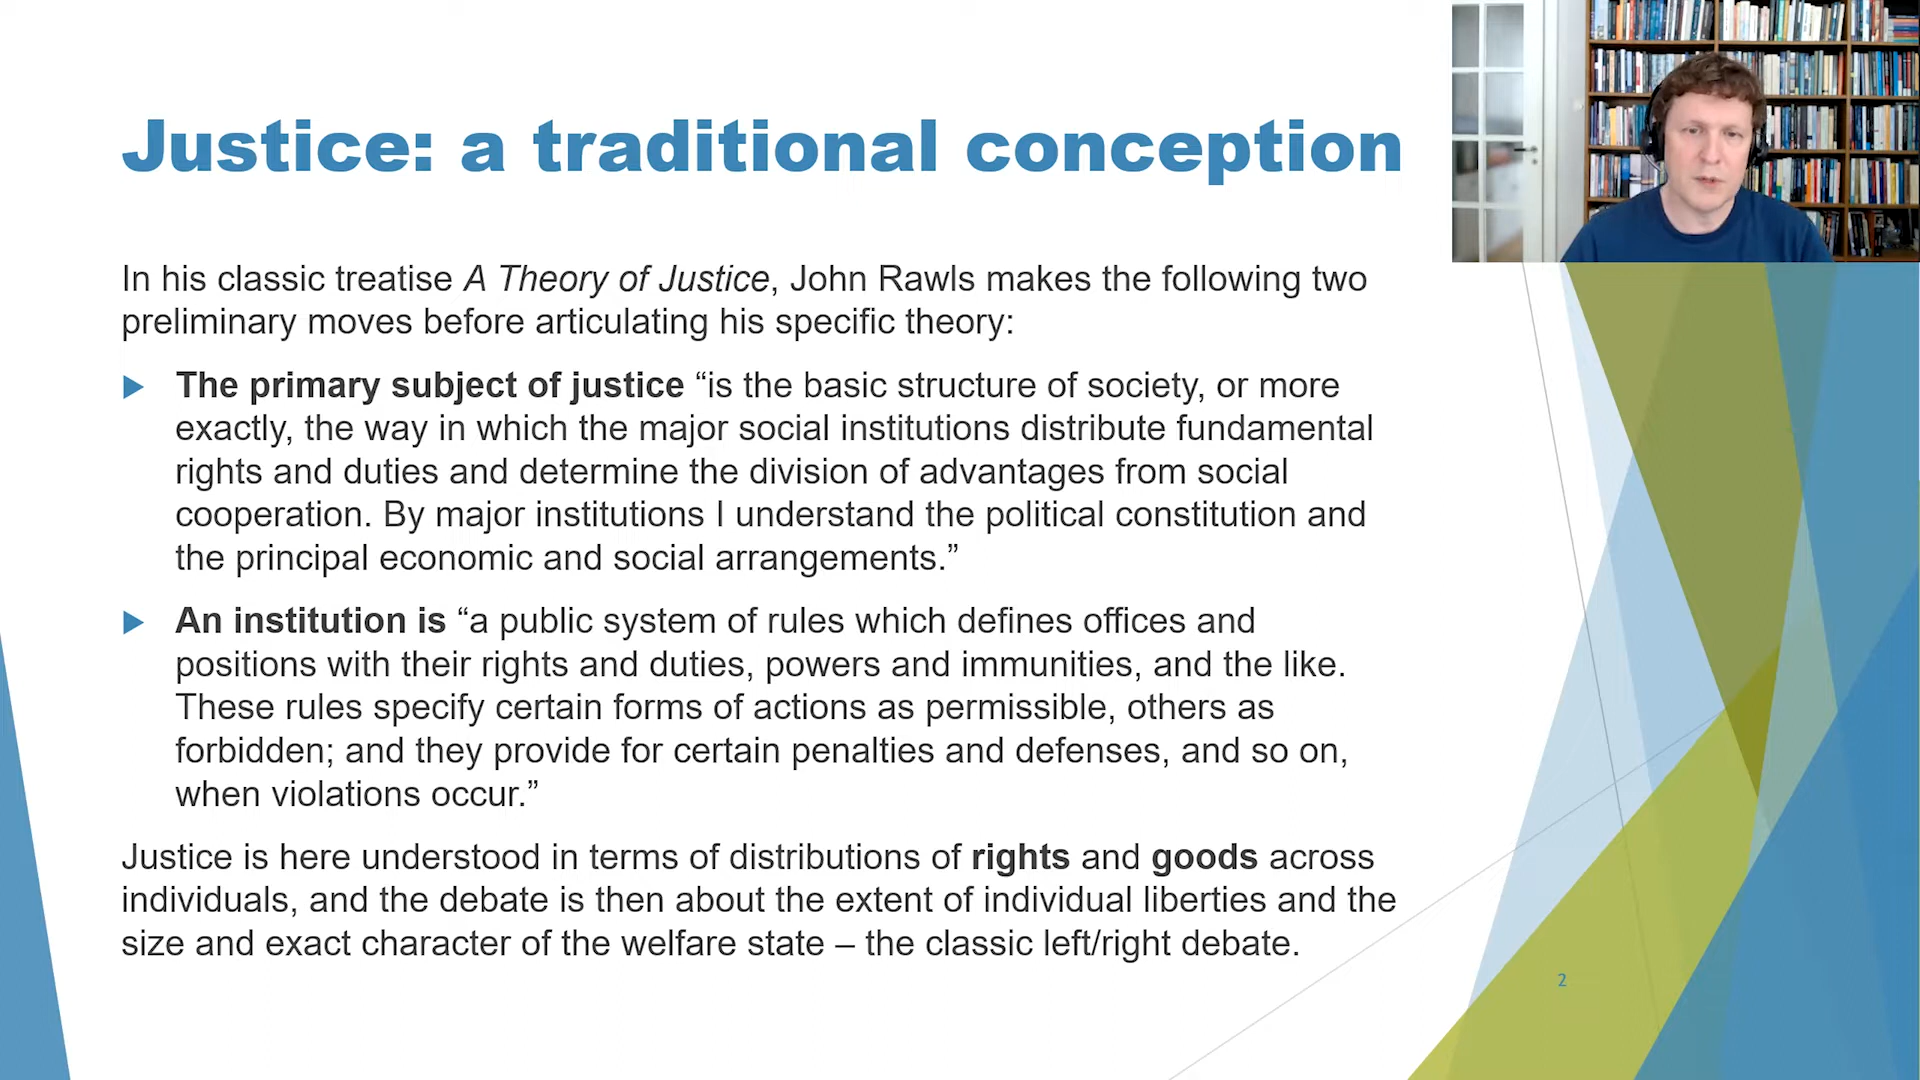 Justice: a traditional conception
In his classic treatise A Theory of Justice, John Rawls makes the following two
preliminary moves before articulating his specific theory:
The primary subject of justice “is the basic structure of society, or more
exactly, the way in which the major social institutions distribute fundamental
rights and duties and determine the division of advantages from social
cooperation. By major institutions I understand the political constitution and
the principal economic and social arrangements.”
An institution is “a public system of rules which defines offices and
positions with their rights and duties, powers and immunities, and the like.
These rules specify certain forms of actions as permissible, others as
forbidden; and they provide for certain penalties and defenses, and so on,
when violations occur.”
Justice is here understood in terms of distributions of rights and goods across
individuals, and the debate is then about the extent of individual liberties and the
size and exact character of the welfare state – the classic left/right debate.
2